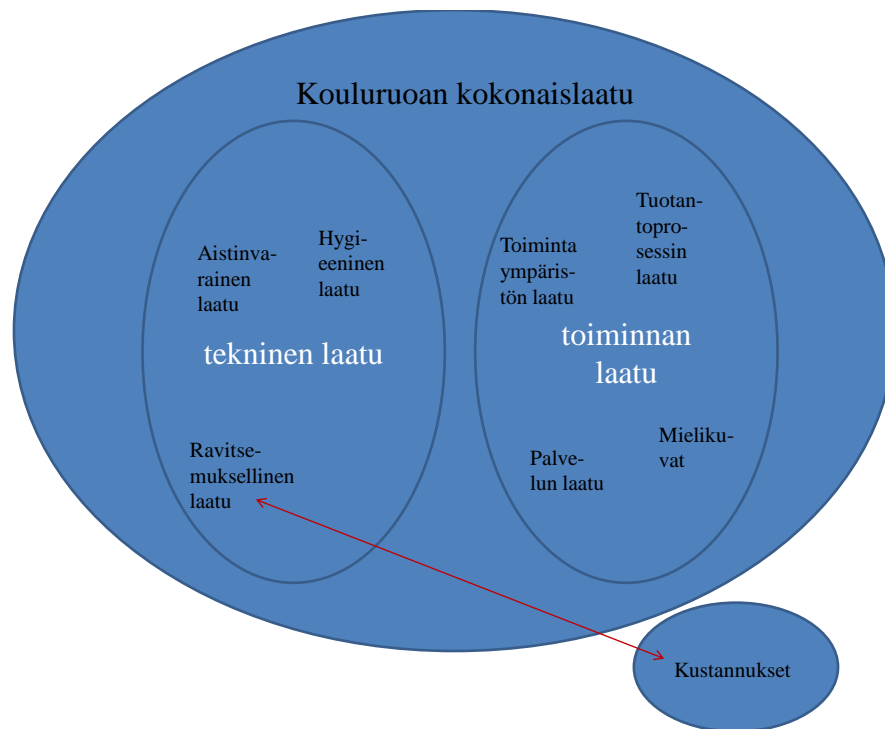 Kouluruoan kokonaislaatu
Aistinva-
rainen
laatu
Hygi-
eeninen
laatu
tekninen laatu
Ravitse-
muksellinen
laatu
Toiminta
ympäris-
tön laatu
Tuotan-
topro-
sessin
laatu
toiminnan
laatu
Palve-
lun laatu
Mieliku-
vat
Kustannukset